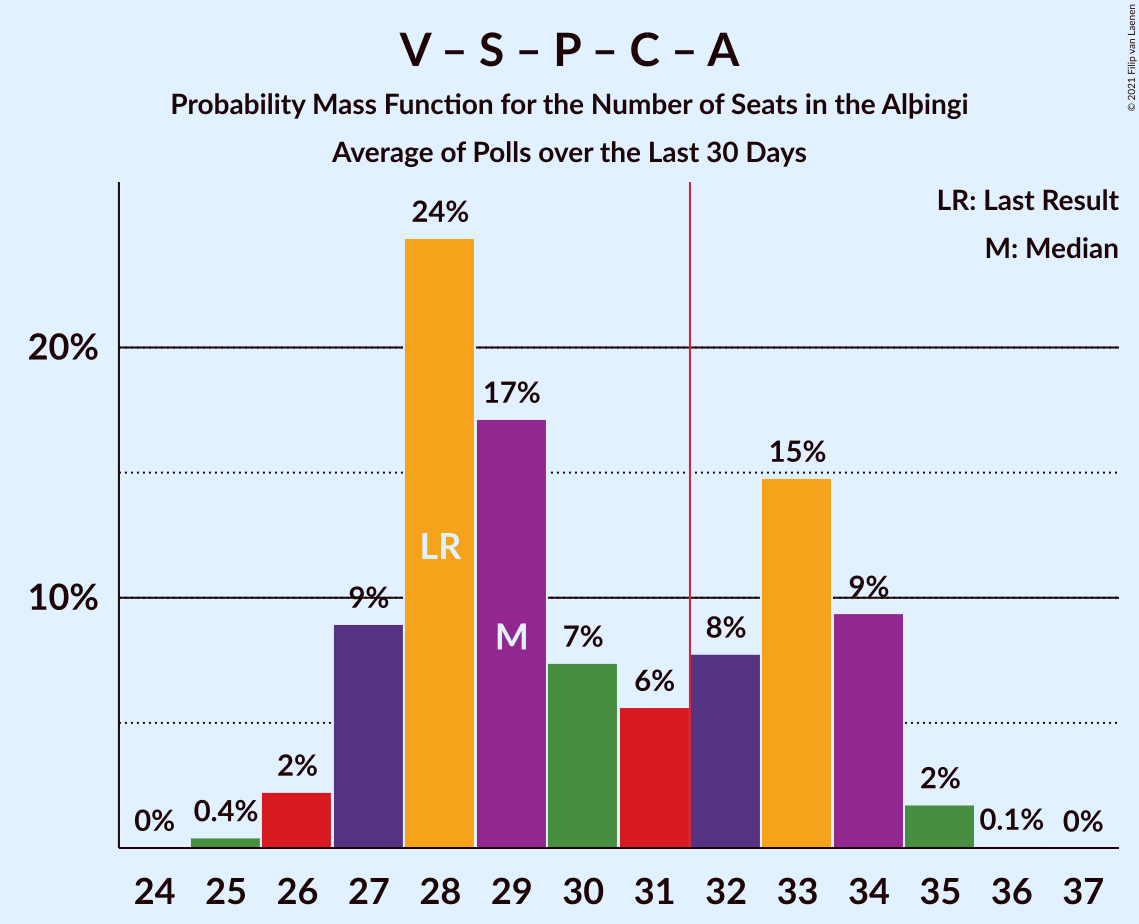 V – S – P – C – A
Probability Mass Function for the Number of Seats in the Alþingi
Average of Polls over the Last 30 Days
© 2021 Filip van Laenen
LR: Last Result
M: Median
20%
10%
0%
0.4%
2%
9%
24%
17%
7%
6%
8%
15%
9%
2%
0.1%
0%
LR
M
24 25 26 27 28 29 30 31 32 33 34 35 36 37